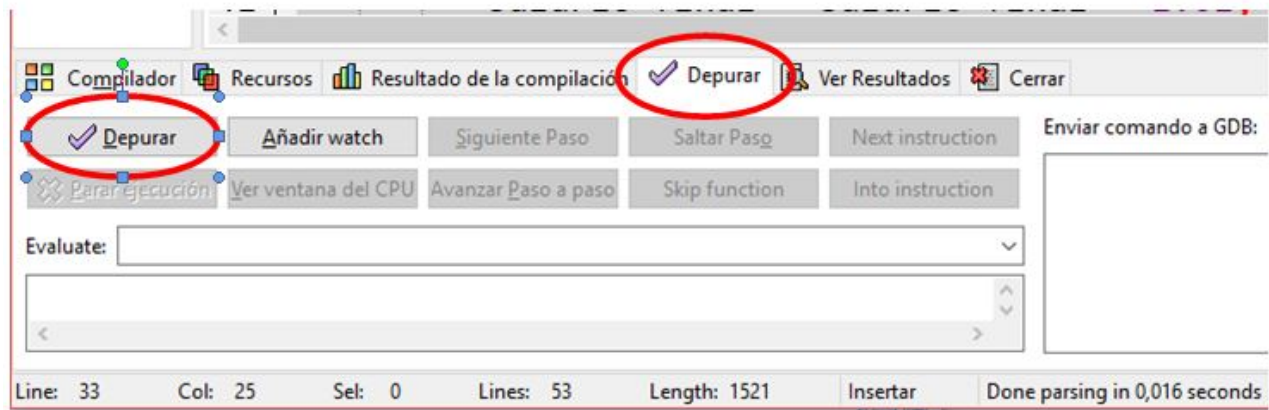 Compilador Recursos Resultado de la compilación Depurar Ver Resultados Cerrar
Depurar Añadir watch Siguiente Paso Saltar Paso Next instruction Enviar comando a GDB:
Parar ejecución Ver ventana del CPU Avanzar Paso a paso Skip function Into instruction
Evaluate:
Line: 33 Col: 25 Sel: 0 Lines: 53 Length: 1521 Insertar Done parsing in 0,016 seconds